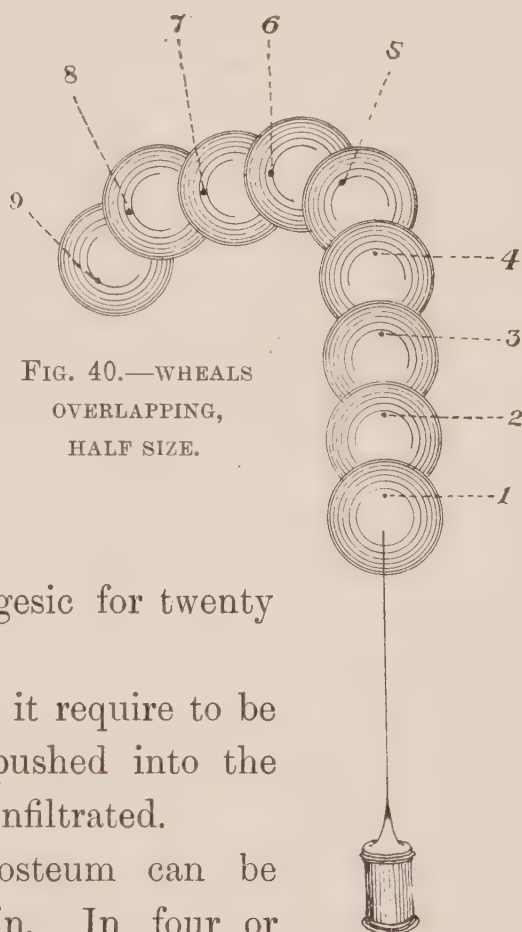 7
6
5
8
9
4
3
2
1
FIG. 40.—WHEALS
OVERLAPPING,
HALF SIZE.
gesic for twenty
it require to be
pushed into the
nfiltrated.
osteum can be
in. In four or